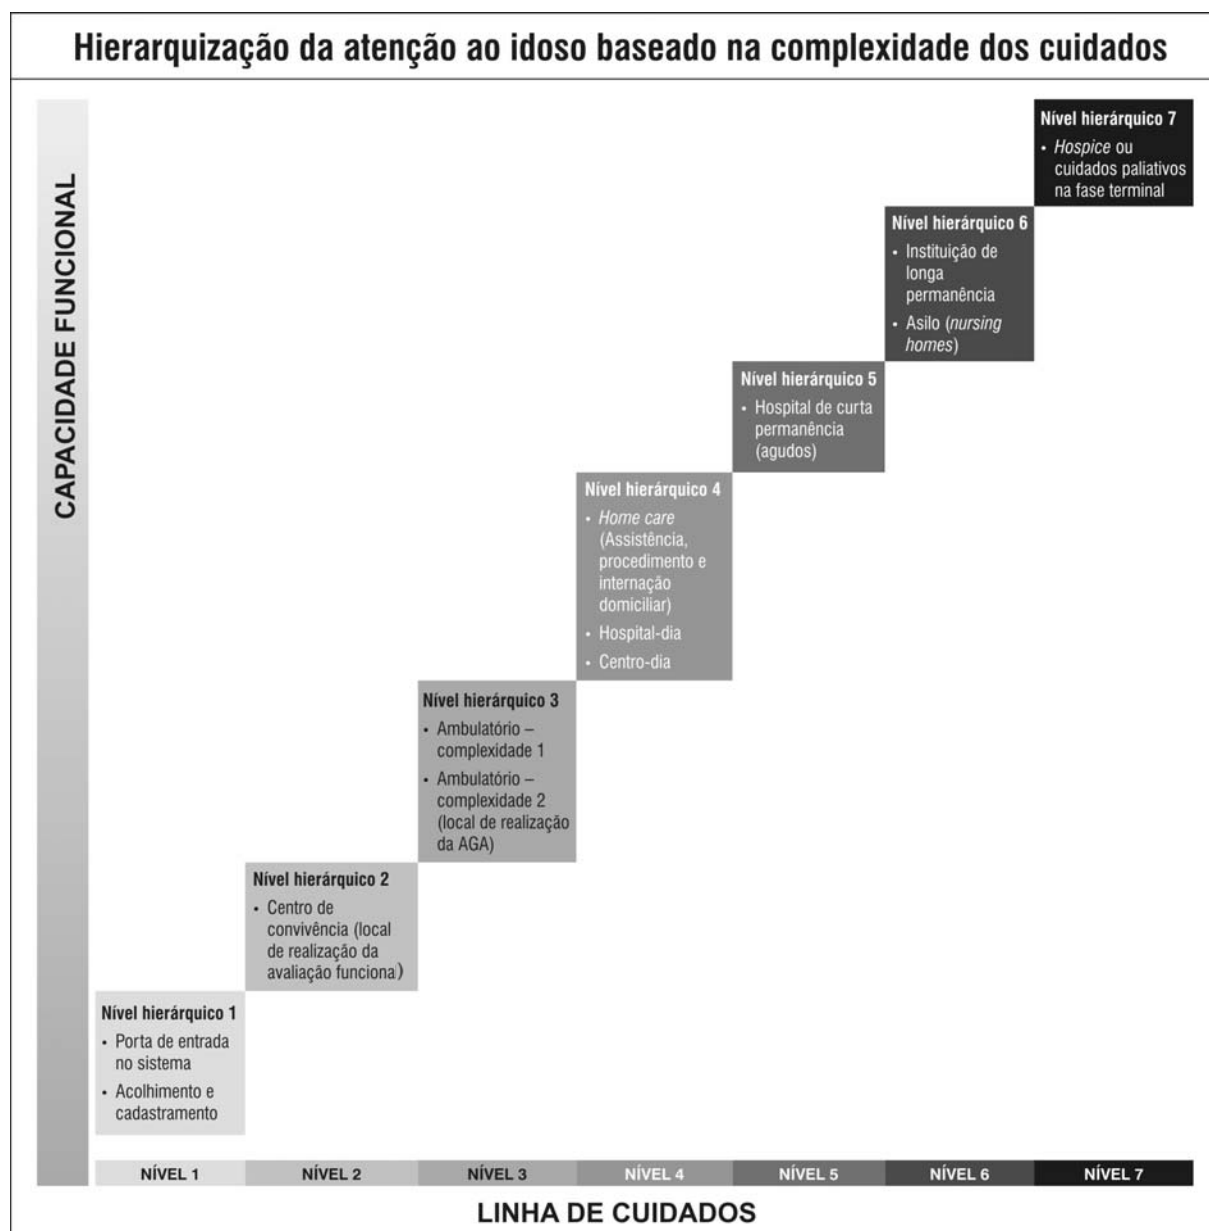 Hierarquização da atenção ao idoso baseado na complexidade dos cuidados
CAPACIDADE FUNCIONAL
Nível hierárquico 7
• Hospice ou
cuidados paliativos
na fase terminal
Nível hierárquico 6
• Instituição de
longa
permanência
• Asilo (nursing
homes)
Nível hierárquico 5
• Hospital de curta
permanência
(agudos)
Nível hierárquico 4
• Home care
(Assistência,
procedimento e
internação
domiciliar)
• Hospital-dia
• Centro-dia
Nível hierárquico 3
• Ambulatório –
complexidade 1
• Ambulatório –
complexidade 2
(local de realização
da AGA)
Nível hierárquico 2
• Centro de
convivência (local
de realização da
avaliação funcional)
Nível hierárquico 1
• Porta de entrada
no sistema
• Acolhimento e
cadastramento
NÍVEL 1 NÍVEL 2 NÍVEL 3 NÍVEL 4 NÍVEL 5 NÍVEL 6 NÍVEL 7
LINHA DE CUIDADOS